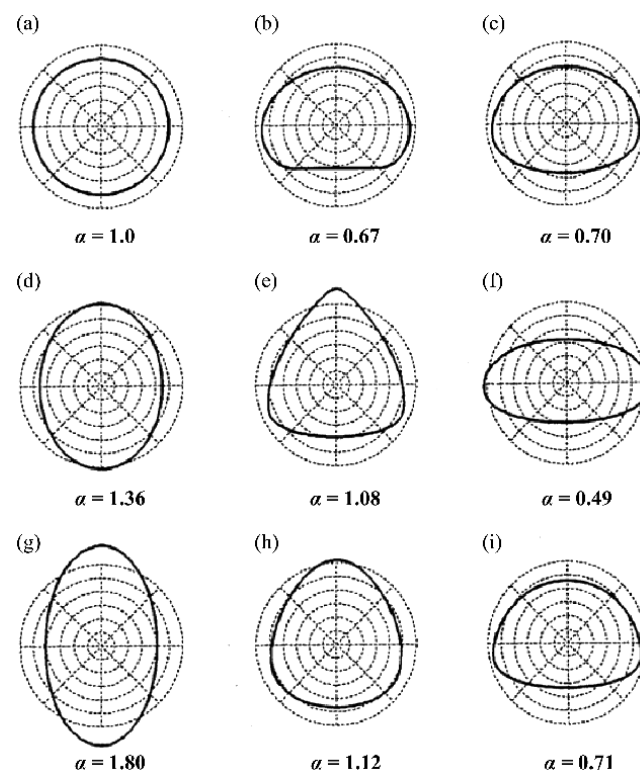 (a) (b) (c)
α = 1.0 α = 0.67 α = 0.70
(d) (e) (f)
α = 1.36 α = 1.08 α = 0.49
(g) (h) (i)
α = 1.80 α = 1.12 α = 0.71